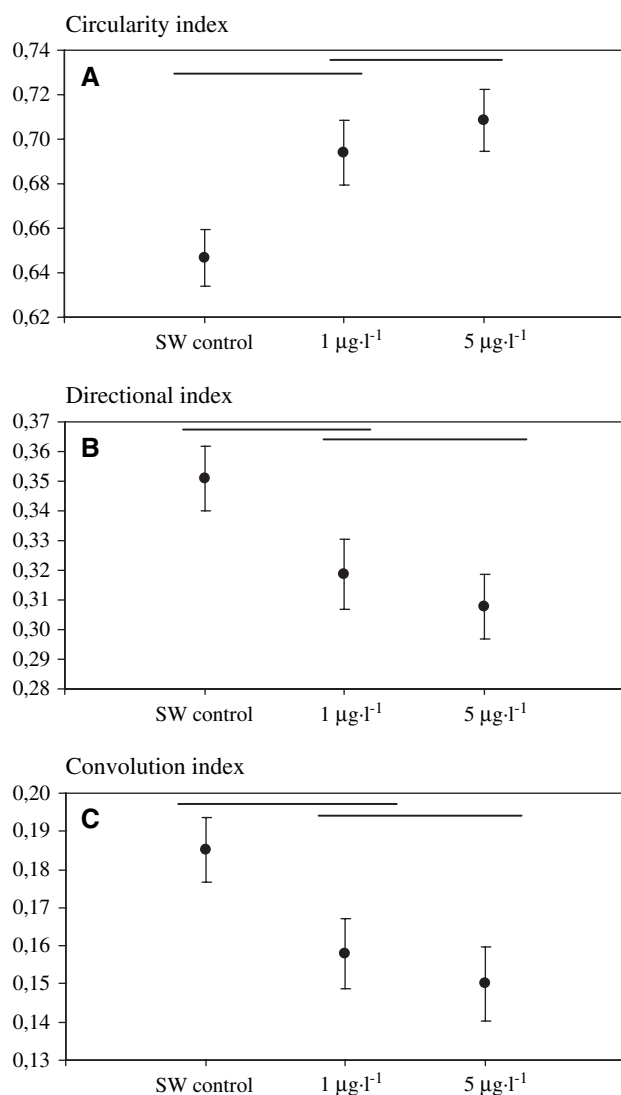 Circularity index
0,74
A
0,72
0,70
0,68
0,66
0,64
0,62
SW control 1 µg·l⁻¹ 5 µg·l⁻¹
Directional index
0,37
0,36
B
0,35
0,34
0,33
0,32
0,31
0,30
0,29
0,28
SW control 1 µg·l⁻¹ 5 µg·l⁻¹
Convolution index
0,20
C
0,19
0,18
0,17
0,16
0,15
0,14
0,13
SW control 1 µg·l⁻¹ 5 µg·l⁻¹